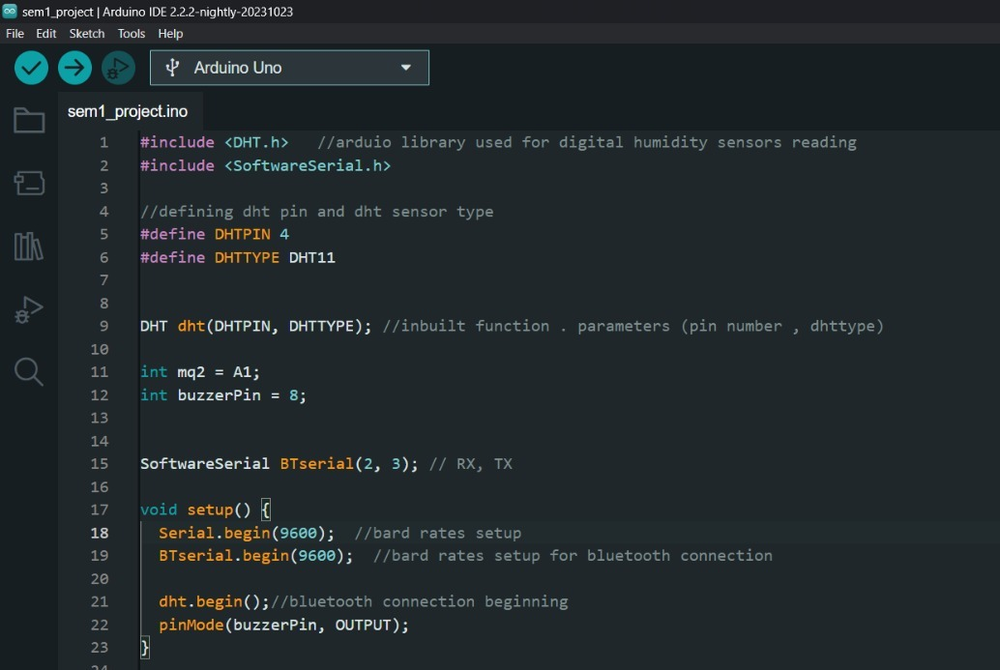 sem1_project | Arduino IDE 2.2.2-nightly-20231023
File Edit Sketch Tools Help
Arduino Uno
sem1_project.ino
1 #include <DHT.h> //arduio library used for digital humidity sensors reading
2 #include <SoftwareSerial.h>
3
4 //defining dht pin and dht sensor type
5 #define DHTPIN 4
6 #define DHTTYPE DHT11
7
8
9 DHT dht(DHTPIN, DHTTYPE); //inbuilt function . parameters (pin number , dhttype)
10
11 int mq2 = A1;
12 int buzzerPin = 8;
13
14
15 SoftwareSerial BTserial(2, 3); // RX, TX
16
17 void setup() {
18 Serial.begin(9600); //bard rates setup
19 BTserial.begin(9600); //bard rates setup for bluetooth connection
20
21 dht.begin();//bluetooth connection beginning
22 pinMode(buzzerPin, OUTPUT);
23 }
24